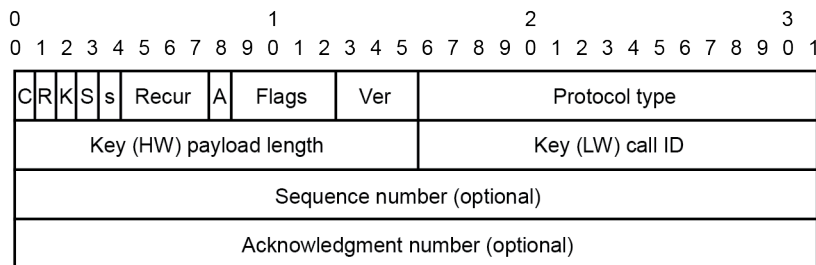 0 1 2 3
0 1 2 3 4 5 6 7 8 9 0 1 2 3 4 5 6 7 8 9 0 1 2 3 4 5 6 7 8 9 0 1
C R K S s Recur A Flags Ver Protocol type
Key (HW) payload length Key (LW) call ID
Sequence number (optional)
Acknowledgment number (optional)